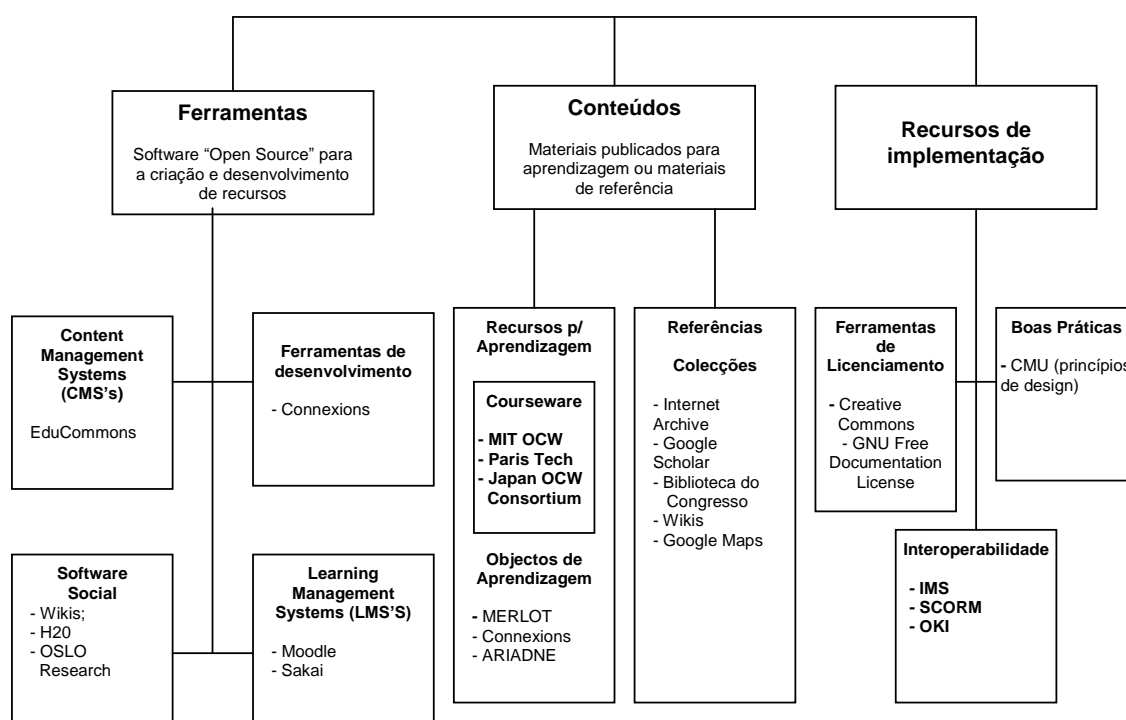 Ferramentas
Software “Open Source” para
a criação e desenvolvimento
de recursos
Conteúdos
Materiais publicados para
aprendizagem ou materiais
de referência
Recursos de
implementação
Content
Management
Systems
(CMS’s)
EduCommons
Ferramentas de
desenvolvimento
- Connexions
Software
Social
- Wikis;
- H20
- OSLO
Research
Learning
Management
Systems (LMS’S)
- Moodle
- Sakai
Recursos p/
Aprendizagem
Courseware
- MIT OCW
- Paris Tech
- Japan OCW
Consortium
Objectos de
Aprendizagem
- MERLOT
- Connexions
- ARIADNE
Referências
Colecções
- Internet
Archive
- Google
Scholar
- Biblioteca do
Congresso
- Wikis
- Google Maps
Ferramentas
de
Licenciamento
- Creative
Commons
- GNU Free
Documentation
License
Boas Práticas
- CMU (princípios
de design)
Interoperabilidade
- IMS
- SCORM
- OKI